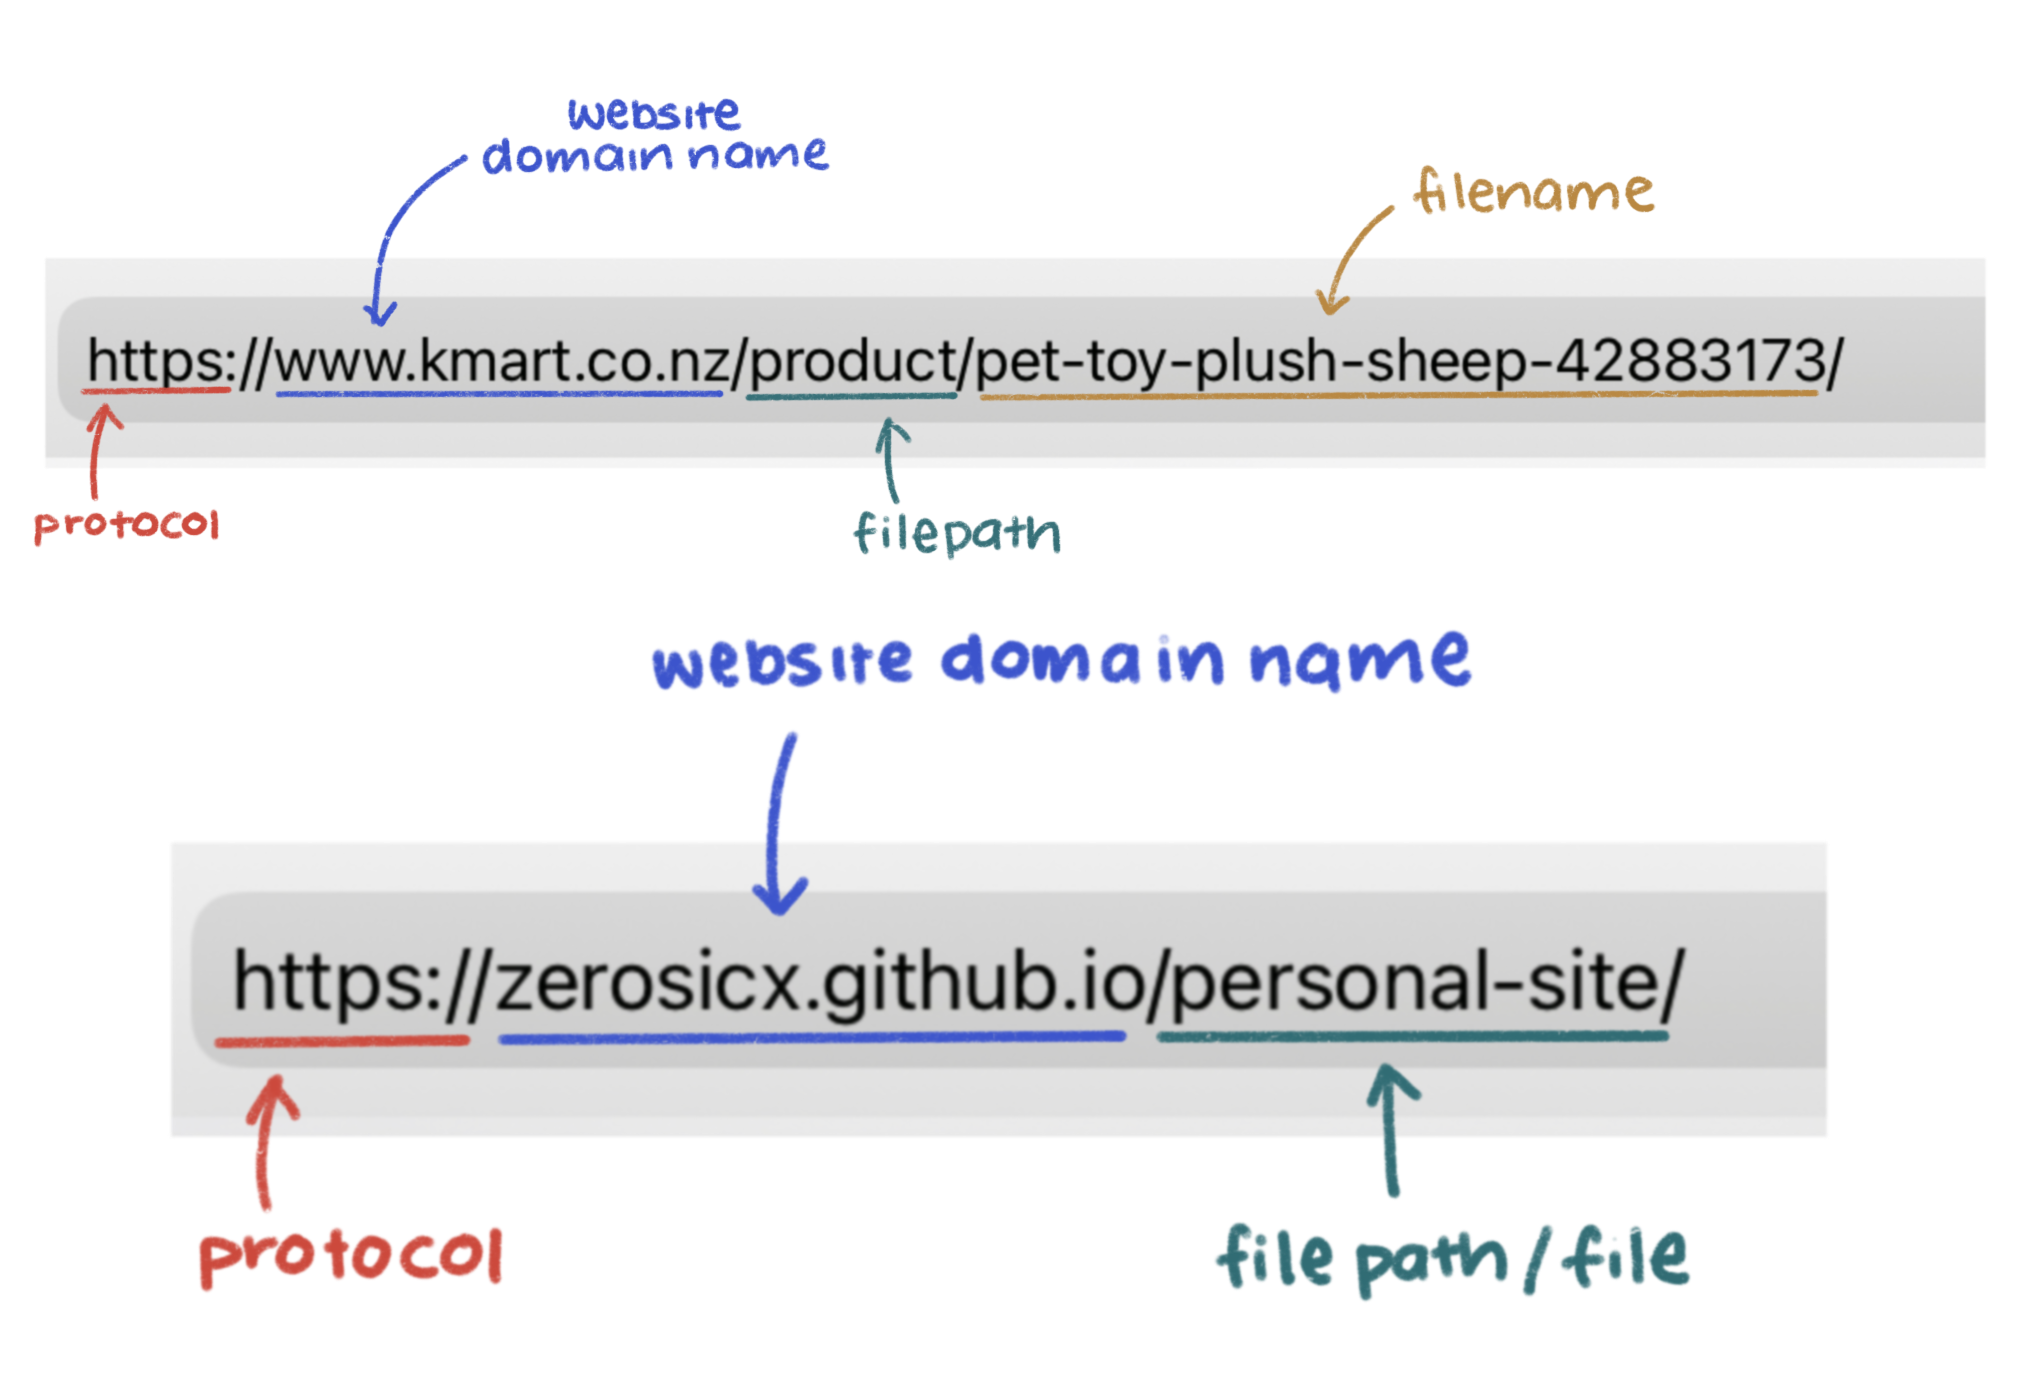 website
domain name
filename
https://www.kmart.co.nz/product/pet-toy-plush-sheep-42883173/
protocol
filepath
website domain name
https://zerosicx.github.io/personal-site/
protocol
file path/file